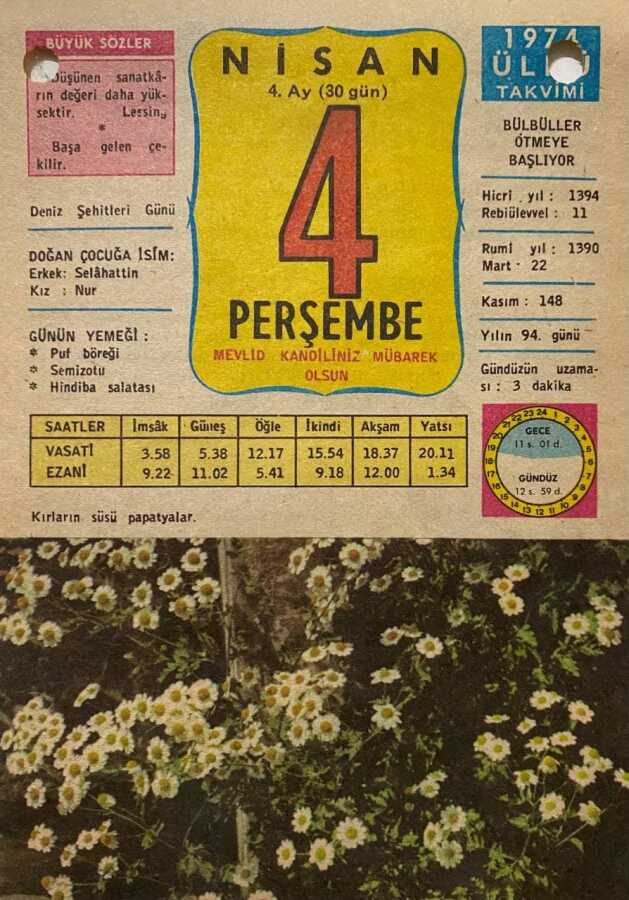 BÜYÜK SÖZLER
Düşünen sanatkâ-
rın değeri daha yük-
sektir. Lessing
*
Başa gelen çe-
kilir.
Deniz Şehitleri Günü
DOĞAN ÇOCUĞA İSİM:
Erkek: Selâhattin
Kız : Nur
GÜNÜN YEMEĞİ :
* Puf böreği
* Semizotu
* Hindiba salatası
NİSAN
4. Ay (30 gün)
4
PERŞEMBE
MEVLİD KANDİLİNİZ MÜBAREK
OLSUN
1974
ÜLKÜ
TAKVİMİ
BÜLBÜLLER
ÖTMEYE
BAŞLIYOR
Hicrî yıl : 1394
Rebiülevvel : 11
Rumî yıl : 1390
Mart · 22
Kasım : 148
Yılın 94. günü
Gündüzün uzama-
sı : 3 dakika
SAATLER İmsâk Güneş Öğle İkindi Akşam Yatsı
VASATİ 3.58 5.38 12.17 15.54 18.37 20.11
EZANİ 9.22 11.02 5.41 9.18 12.00 1.34
GECE
11 s. 01 d.
GÜNDÜZ
12 s. 59 d.
Kırların süsü papatyalar.